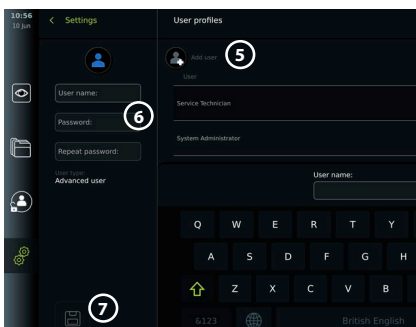 10:56
10 Jun
Settings
User profiles
5
Add user
User
User name:
Service Technician
6
Password:
System Administrator
Repeat password:
User type:
Advanced user
User name:
Q W E R T Y
A S D F G H
Z X C V B
7
&123
British English